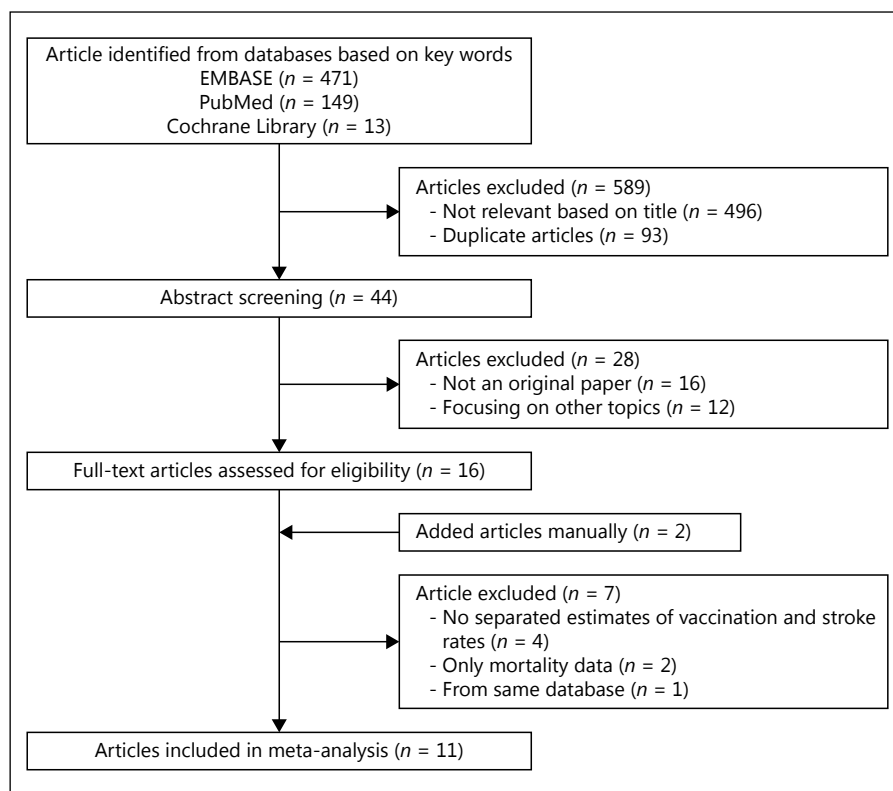 Article identified from databases based on key words
EMBASE (n = 471)
PubMed (n = 149)
Cochrane Library (n = 13)
Articles excluded (n = 589)
- Not relevant based on title (n = 496)
- Duplicate articles (n = 93)
Abstract screening (n = 44)
Articles excluded (n = 28)
- Not an original paper (n = 16)
- Focusing on other topics (n = 12)
Full-text articles assessed for eligibility (n = 16)
Added articles manually (n = 2)
Article excluded (n = 7)
- No separated estimates of vaccination and stroke
rates (n = 4)
- Only mortality data (n = 2)
- From same database (n = 1)
Articles included in meta-analysis (n = 11)